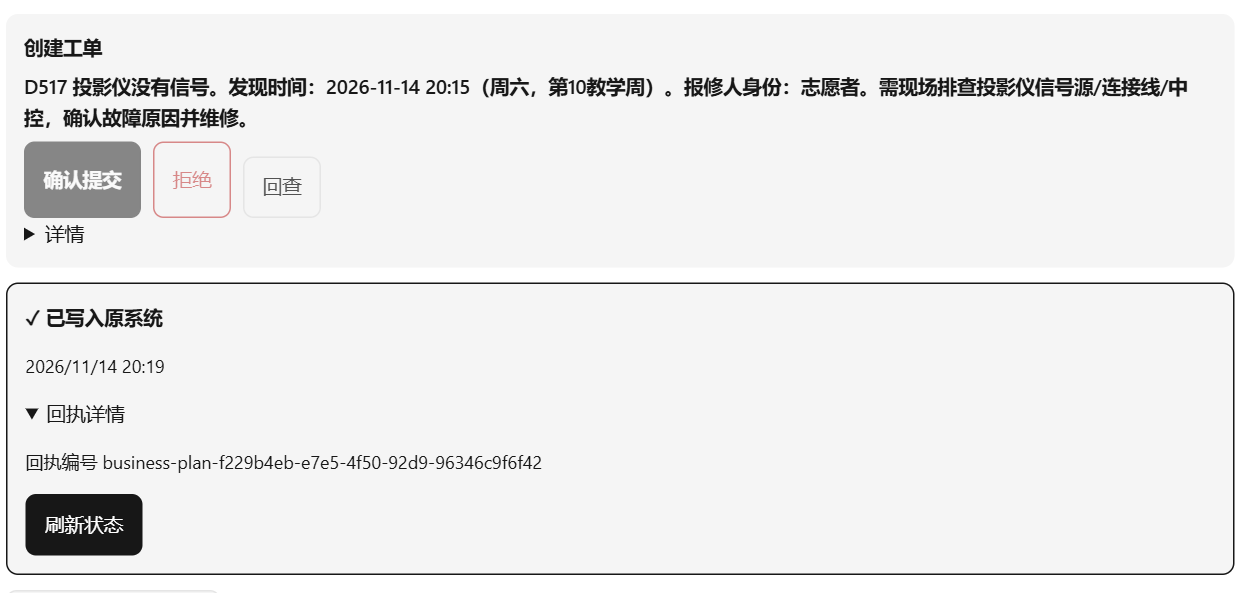 创建工单
D517 投影仪没有信号。发现时间：2026-11-14 20:15（周六，第10教学周）。报修人身份：志愿者。需现场排查投影仪信号源/连接线/中
控，确认故障原因并维修。
确认提交 拒绝 回查
▶ 详情
✓ 已写入原系统
2026/11/14 20:19
▼ 回执详情
回执编号 business-plan-f229b4eb-e7e5-4f50-92d9-96346c9f6f42
刷新状态